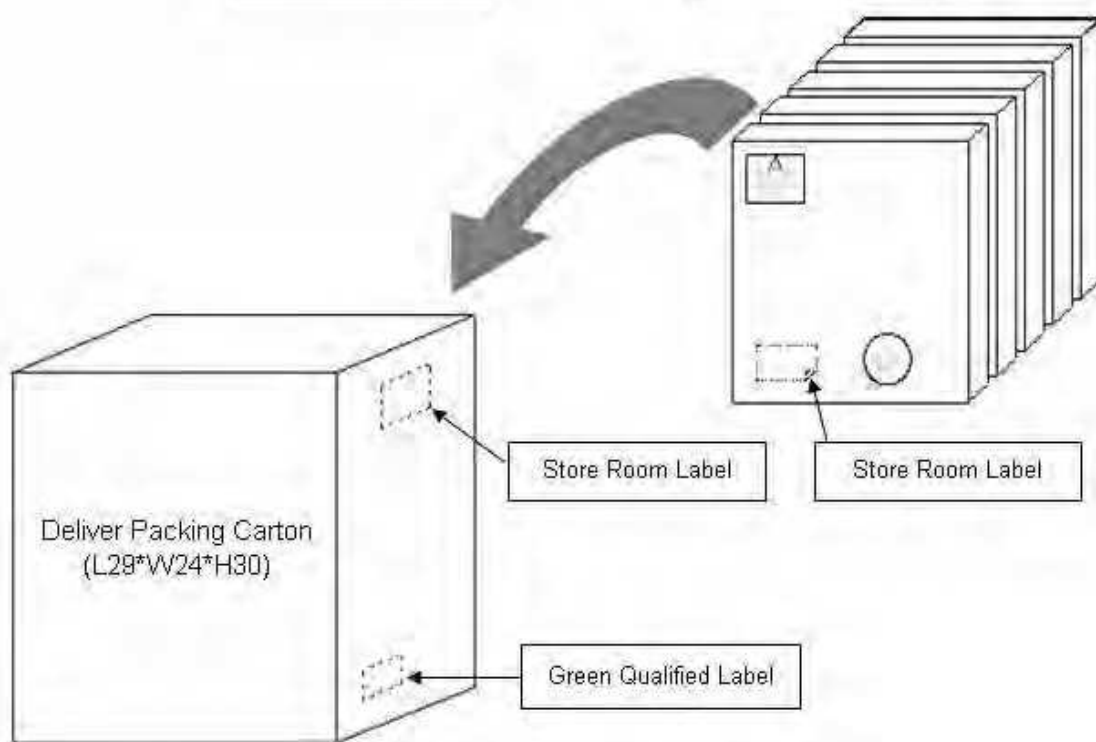 A
Store Room Label
Store Room Label
Deliver Packing Carton
(L29*W24*H30)
Green Qualified Label